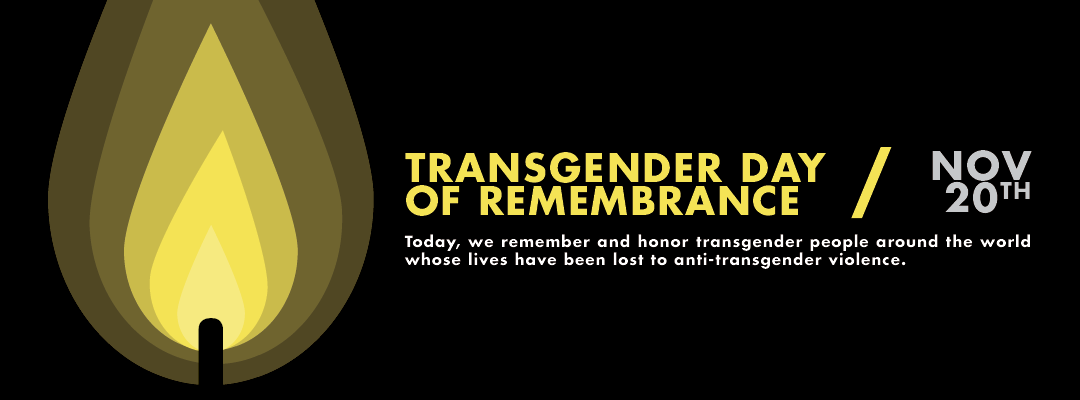 TRANSGENDER DAY
OF REMEMBRANCE
/
NOV
20TH
Today, we remember and honor transgender people around the world
whose lives have been lost to anti-transgender violence.